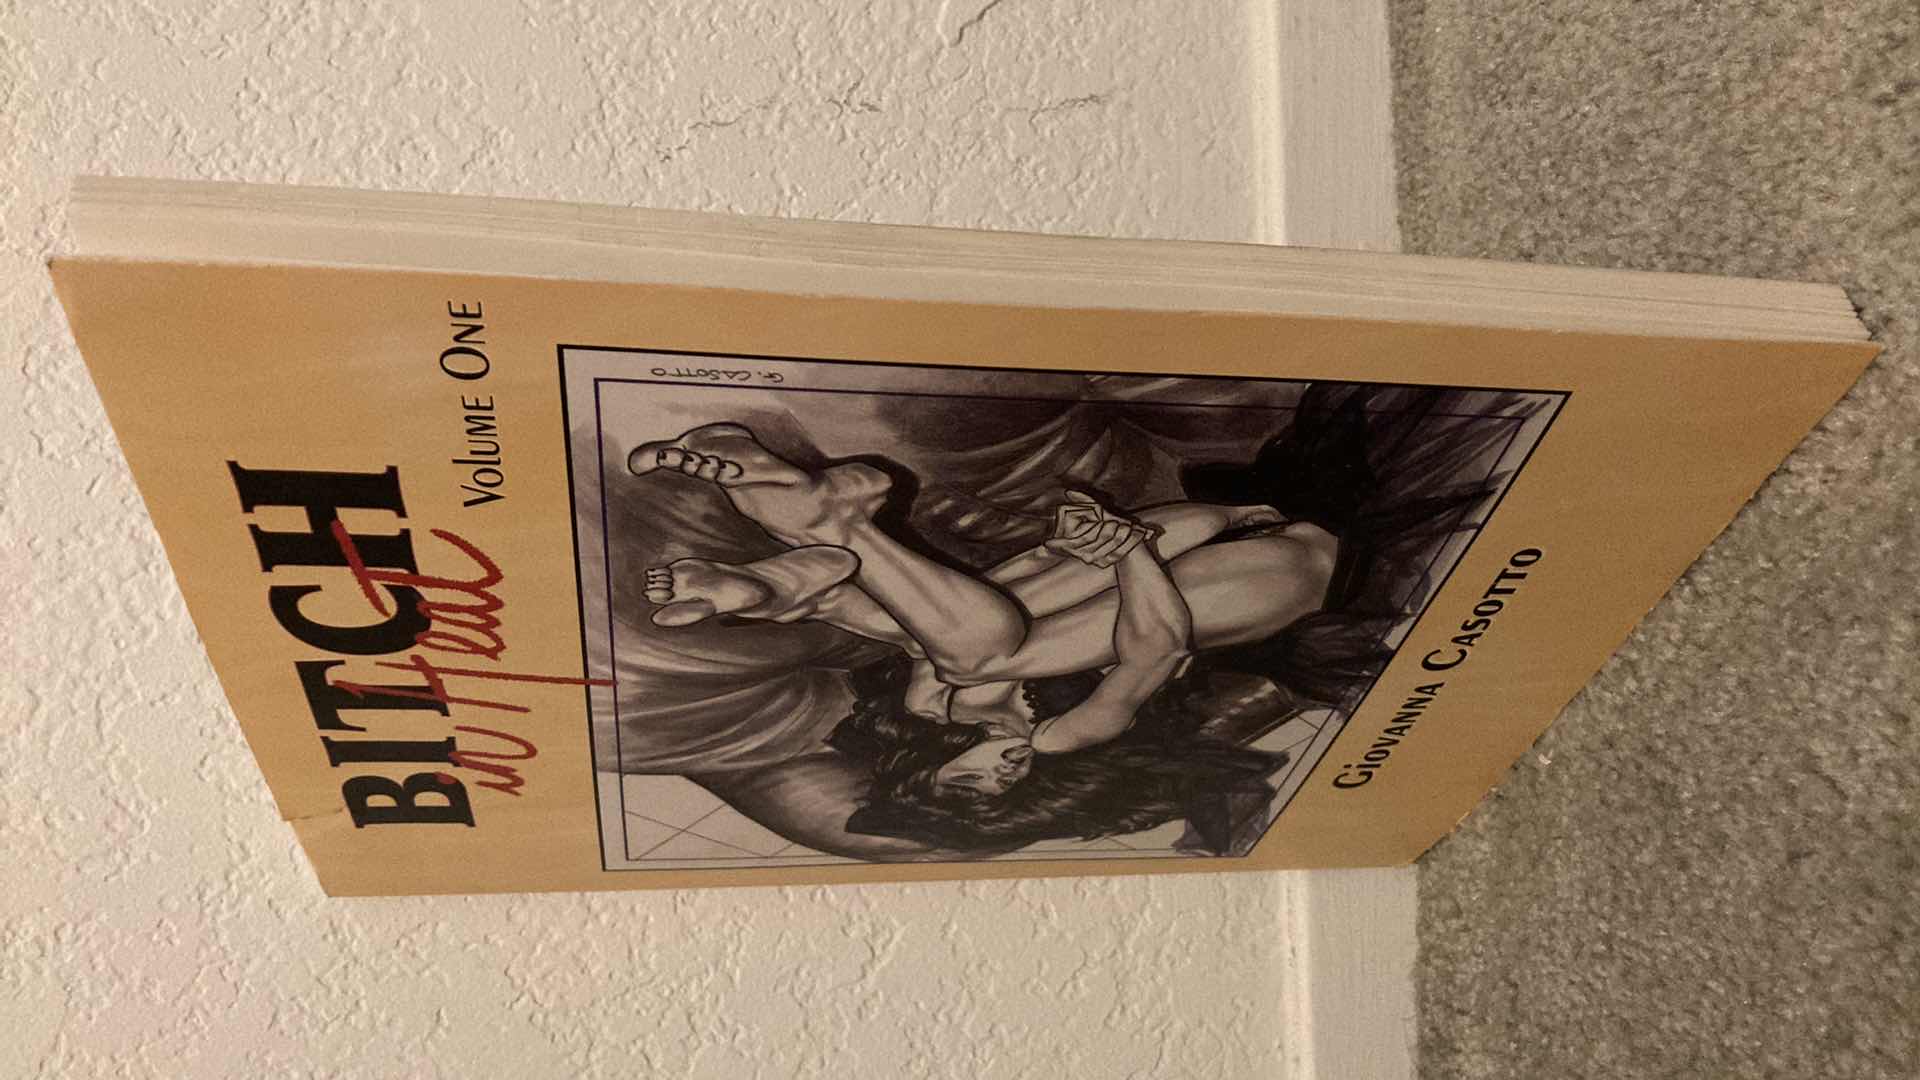 BITCH
in Heat
Volume One
G. CASOTTO
Giovanna Casotto